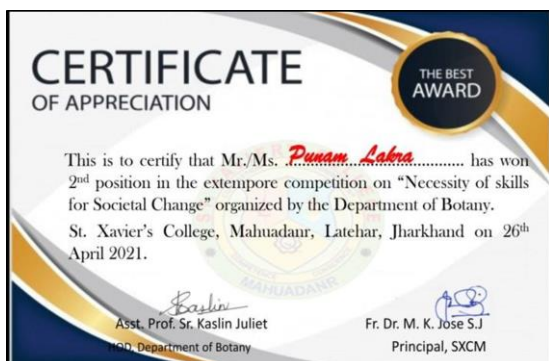 CERTIFICATE
OF APPRECIATION
THE BEST
AWARD
This is to certify that Mr./Ms. Punam Lakra has won
2nd position in the extempore competition on “Necessity of skills
for Societal Change” organized by the Department of Botany.
St. Xavier’s College, Mahuadanr, Latehar, Jharkhand on 26th
April 2021.
MAHUADANR
Asst. Prof. Sr. Kaslin Juliet
HOD, Department of Botany
Fr. Dr. M. K. Jose S.J
Principal, SXCM